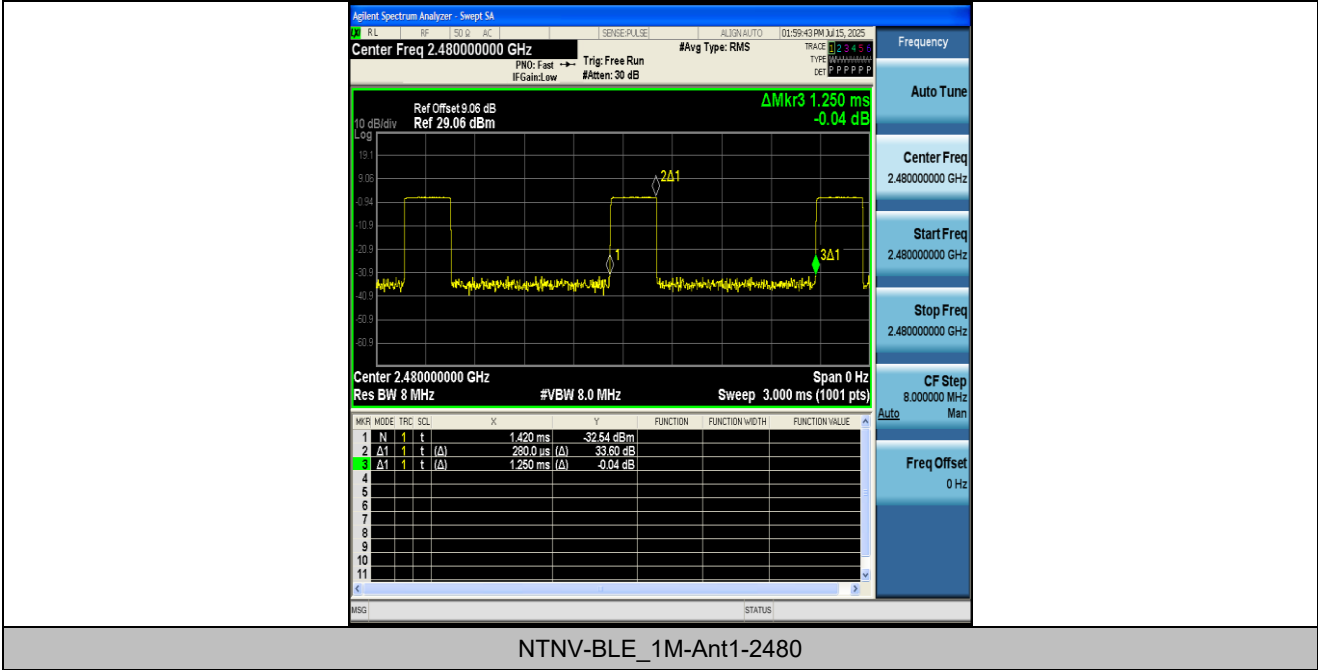 Agilent Spectrum Analyzer - Swept SA
RL RF 50 Ω AC SENSE:PULSE ALIGN AUTO 01:59:43 PM Jul 15, 2025
Center Freq 2.480000000 GHz #Avg Type: RMS TRACE 1 2 3 4 5 6
PNO: Fast Trig: Free Run TYPE
IFGain:Low #Atten: 30 dB DET P P P P P P
Frequency
Auto Tune
Center Freq
2.480000000 GHz
Start Freq
2.480000000 GHz
Stop Freq
2.480000000 GHz
CF Step
8.000000 MHz
Auto Man
Freq Offset
0 Hz
ΔMkr3 1.250 ms
-0.04 dB
Ref Offset 9.06 dB
10 dB/div Ref 29.06 dBm
Log
19.1
9.06
-0.94
-10.9
-20.9
-30.9
-40.9
-50.9
-60.9
2Δ1
1
3Δ1
Center 2.480000000 GHz Span 0 Hz
Res BW 8 MHz #VBW 8.0 MHz Sweep 3.000 ms (1001 pts)
MKR MODE TRC SCL X Y FUNCTION FUNCTION WIDTH FUNCTION VALUE
1 N 1 t 1.420 ms -32.54 dBm
2 Δ1 1 t (Δ) 280.0 µs (Δ) 33.60 dB
3 Δ1 1 t (Δ) 1.250 ms (Δ) -0.04 dB
4
5
6
7
8
9
10
11
MSG STATUS
NTNV-BLE_1M-Ant1-2480